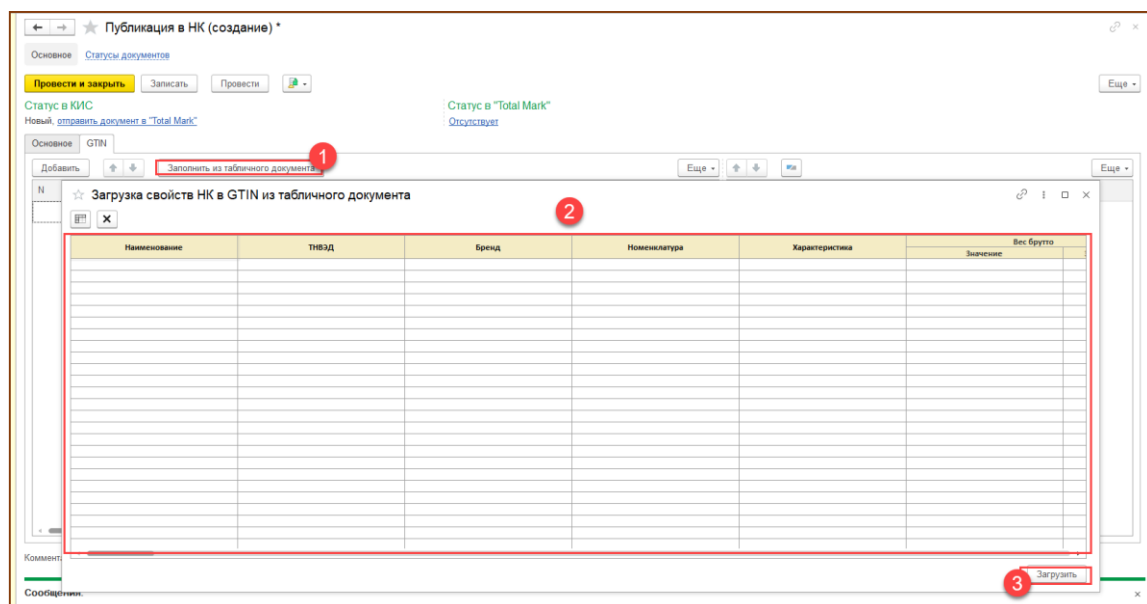 Публикация в НК (создание) *
Основное Статусы документов
Провести и закрыть Записать Провести Еще
Статус в КИС Статус в "Total Mark"
Новый, отправить документ в "Total Mark" Отсутствует
Основное GTIN
1
Добавить Заполнить из табличного документа Еще Еще
N Загрузка свойств НК в GTIN из табличного документа
2
Наименование ТНВЭД Бренд Номенклатура Характеристика Вес брутто
Значение
Коммент
Загрузить
3
Сообщения: